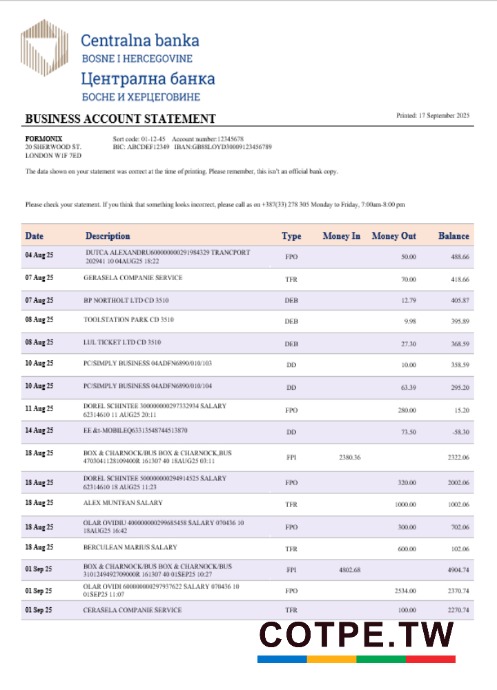 Centralna banka
BOSNE I HERCEGOVINE
Централна банка
БОСНЕ И ХЕРЦЕГОВИНЕ
BUSINESS ACCOUNT STATEMENT
Printed: 17 September 2025
FORMONIX
Sort code: 01-12-45 Account number:12345678
20 SHERWOOD ST.
BIC: ABCDEF12349 IBAN:GB88LOYD30009123456789
LONDON W1F 7ED
The data shown on your statement was correct at the time of printing. Please remember, this isn't an official bank copy.
Please check your statement. If you think that something looks incorrect, please call us on +387(33) 278 305 Monday to Friday, 7:00am-8:00 pm
Date Description Type Money In Money Out Balance
04 Aug 25 DUTCA ALEXANDRU60000000291984329 TRANCPORT FPO 50.00 488.66
202941 10 04AUG25 18:22
07 Aug 25 GERASELA COMPANIE SERVICE TFR 70.00 418.66
07 Aug 25 BP NORTHOLT LTD CD 3510 DEB 12.79 405.87
08 Aug 25 TOOLSTATION PARK CD 3510 DEB 9.98 395.89
08 Aug 25 LUL TICKET LTD CD 3510 DEB 27.30 368.59
10 Aug 25 PC/SIMPLY BUSINESS 04ADFN6890/010/103 DD 10.00 358.59
10 Aug 25 PC/SIMPLY BUSINESS 04ADFN6890/010/104 DD 63.39 295.20
11 Aug 25 DOREL SCHINTEE 300000000297332934 SALARY FPO 280.00 15.20
62314610 11 AUG25 20:11
14 Aug 25 EE &t-MOBILEQ63313548744513870 DD 73.50 -58.30
18 Aug 25 BOX & CHARNOCK/BUS BOX & CHARNOCK,BUS FPI 2380.36 2322.06
470304112810940​0R 161307 40 18AUG25 03:11
18 Aug 25 DOREL SCHINTEE 500000000294914525 SALARY FPO 320.00 2002.06
62314610 18 AUG25 11:23
18 Aug 25 ALEX MUNTEAN SALARY TFR 1000.00 1002.06
18 Aug 25 OLAR OVIDIU 400000000299685458 SALARY 070436 10 FPO 300.00 702.06
18AUG25 16:42
18 Aug 25 BERCULEAN MARIUS SALARY TFR 600.00 102.06
01 Sep 25 BOX & CHARNOCK/BUS BOX & CHARNOCK/BUS FPI 4802.68 4904.74
310124949270​9000R 161307 40 01SEP25 10:27
01 Sep 25 OLAR OVIDI 600000000297937622 SALARY 070436 10 FPO 2534.00 2370.74
01SEP25 11:07
01 Sep 25 CERASELA COMPANIE SERVICE TFR 100.00 2270.74
COTPE.TW